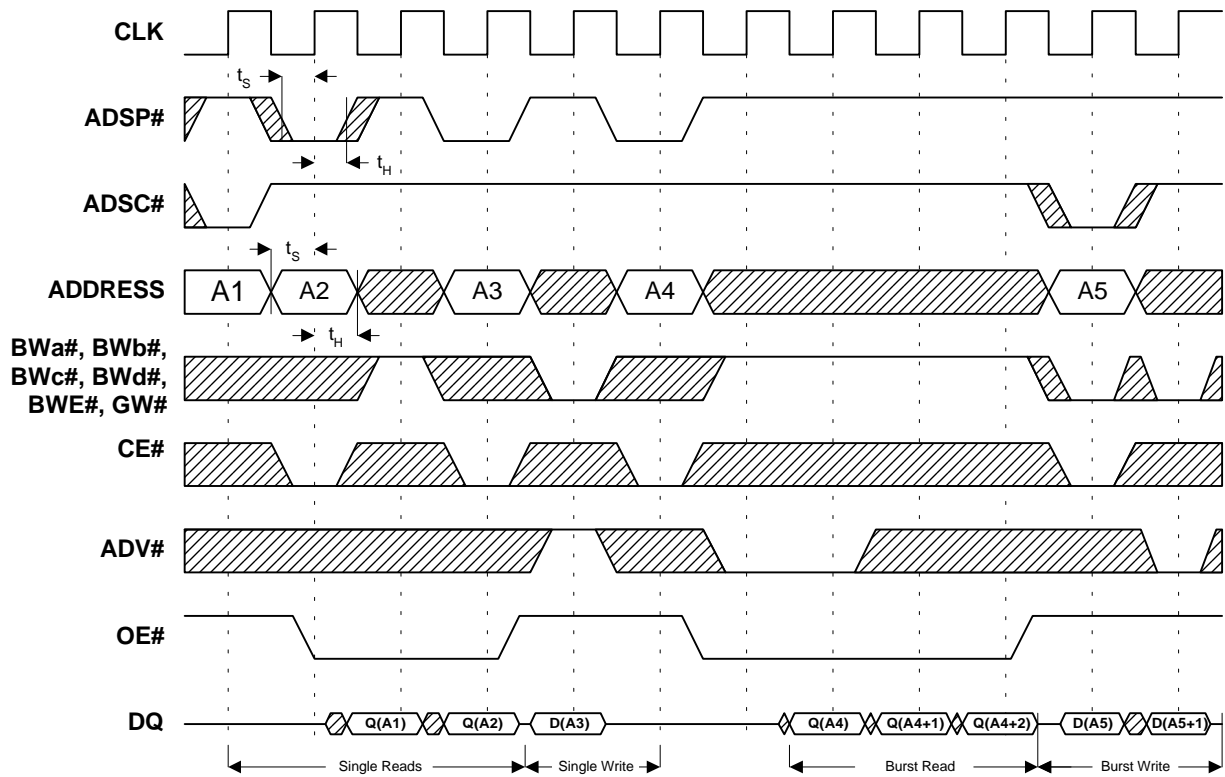 CLK
tS
ADSP#
tH
ADSC#
tS
ADDRESS
A1
A2
A3
A4
A5
tH
BWa#, BWb#,
BWc#, BWd#,
BWE#, GW#
CE#
ADV#
OE#
DQ
Q(A1)
Q(A2)
D(A3)
Q(A4)
Q(A4+1)
Q(A4+2)
D(A5)
D(A5+1)
Single Reads
Single Write
Burst Read
Burst Write